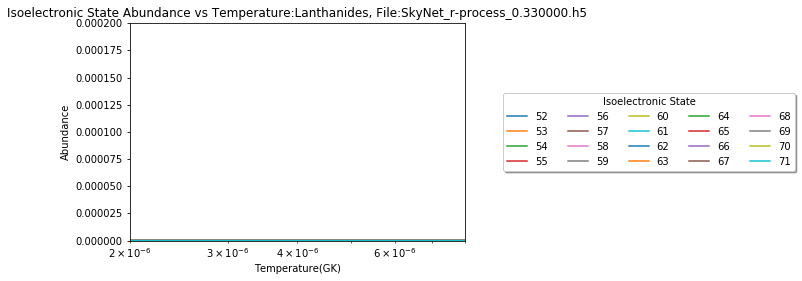 Isoelectronic State Abundance vs Temperature:Lanthanides, File:SkyNet_r-process_0.330000.h5
0.000200
0.000175
0.000150
0.000125
0.000100
0.000075
0.000050
0.000025
0.000000
Abundance
2 × 10⁻⁶ 3 × 10⁻⁶ 4 × 10⁻⁶ 6 × 10⁻⁶
Temperature(GK)
Isoelectronic State
52 56 60 64 68
53 57 61 65 69
54 58 62 66 70
55 59 63 67 71